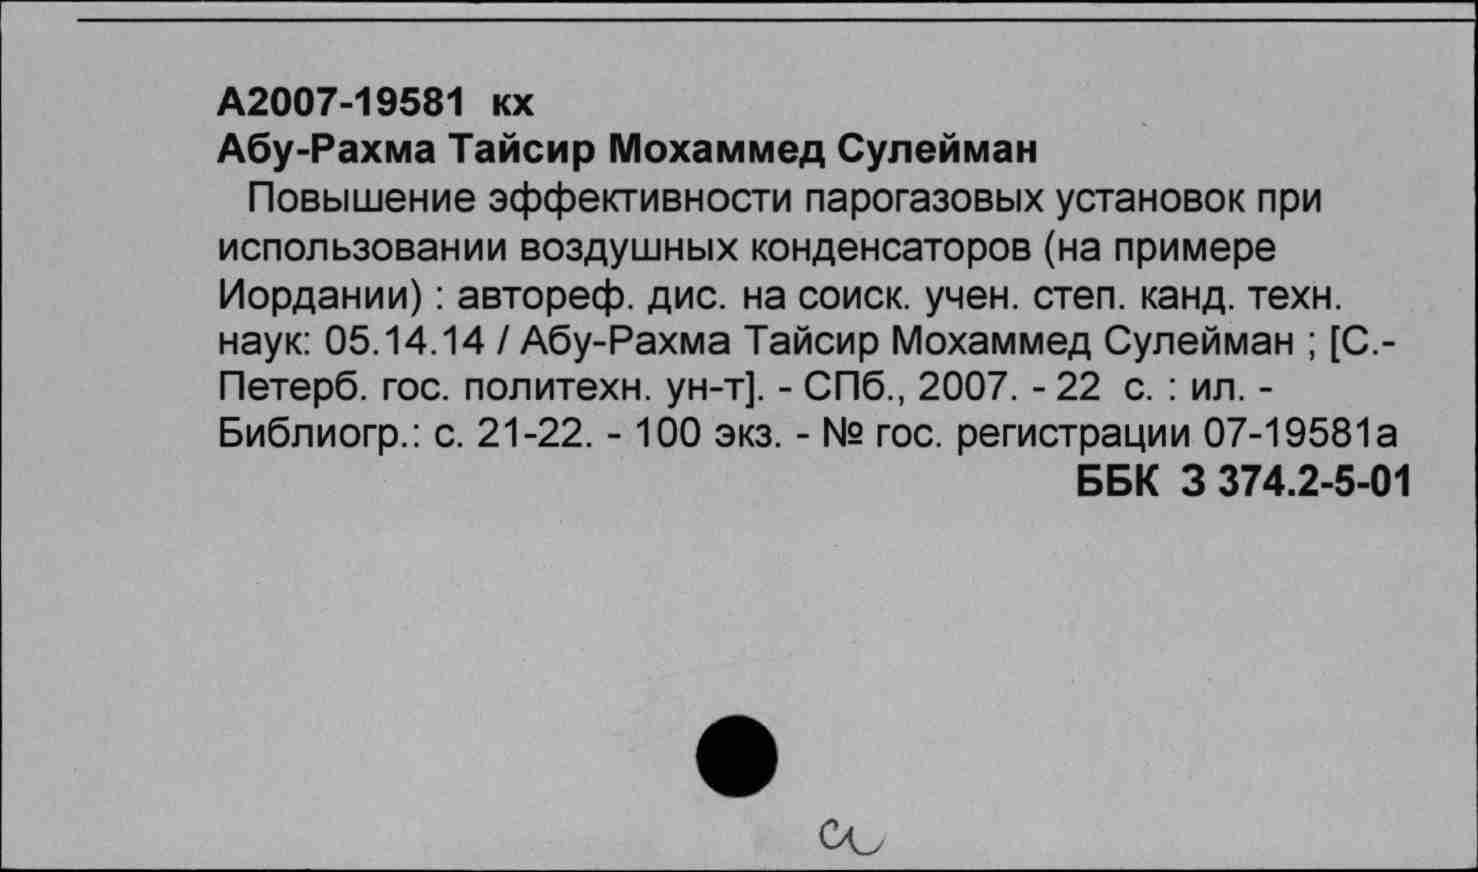 А2007-19581 кх
Абу-Рахма Тайсир Мохаммед Сулейман
Повышение эффективности парогазовых установок при
использовании воздушных конденсаторов (на примере
Иордании) : автореф. дис. на соиск. учен. степ. канд. техн.
наук: 05.14.14 / Абу-Рахма Тайсир Мохаммед Сулейман ; [С.-
Петерб. гос. политехн. ун-т]. - СПб., 2007. - 22 с. : ил. -
Библиогр.: с. 21-22. - 100 экз. - № гос. регистрации 07-19581а
ББК З 374.2-5-01